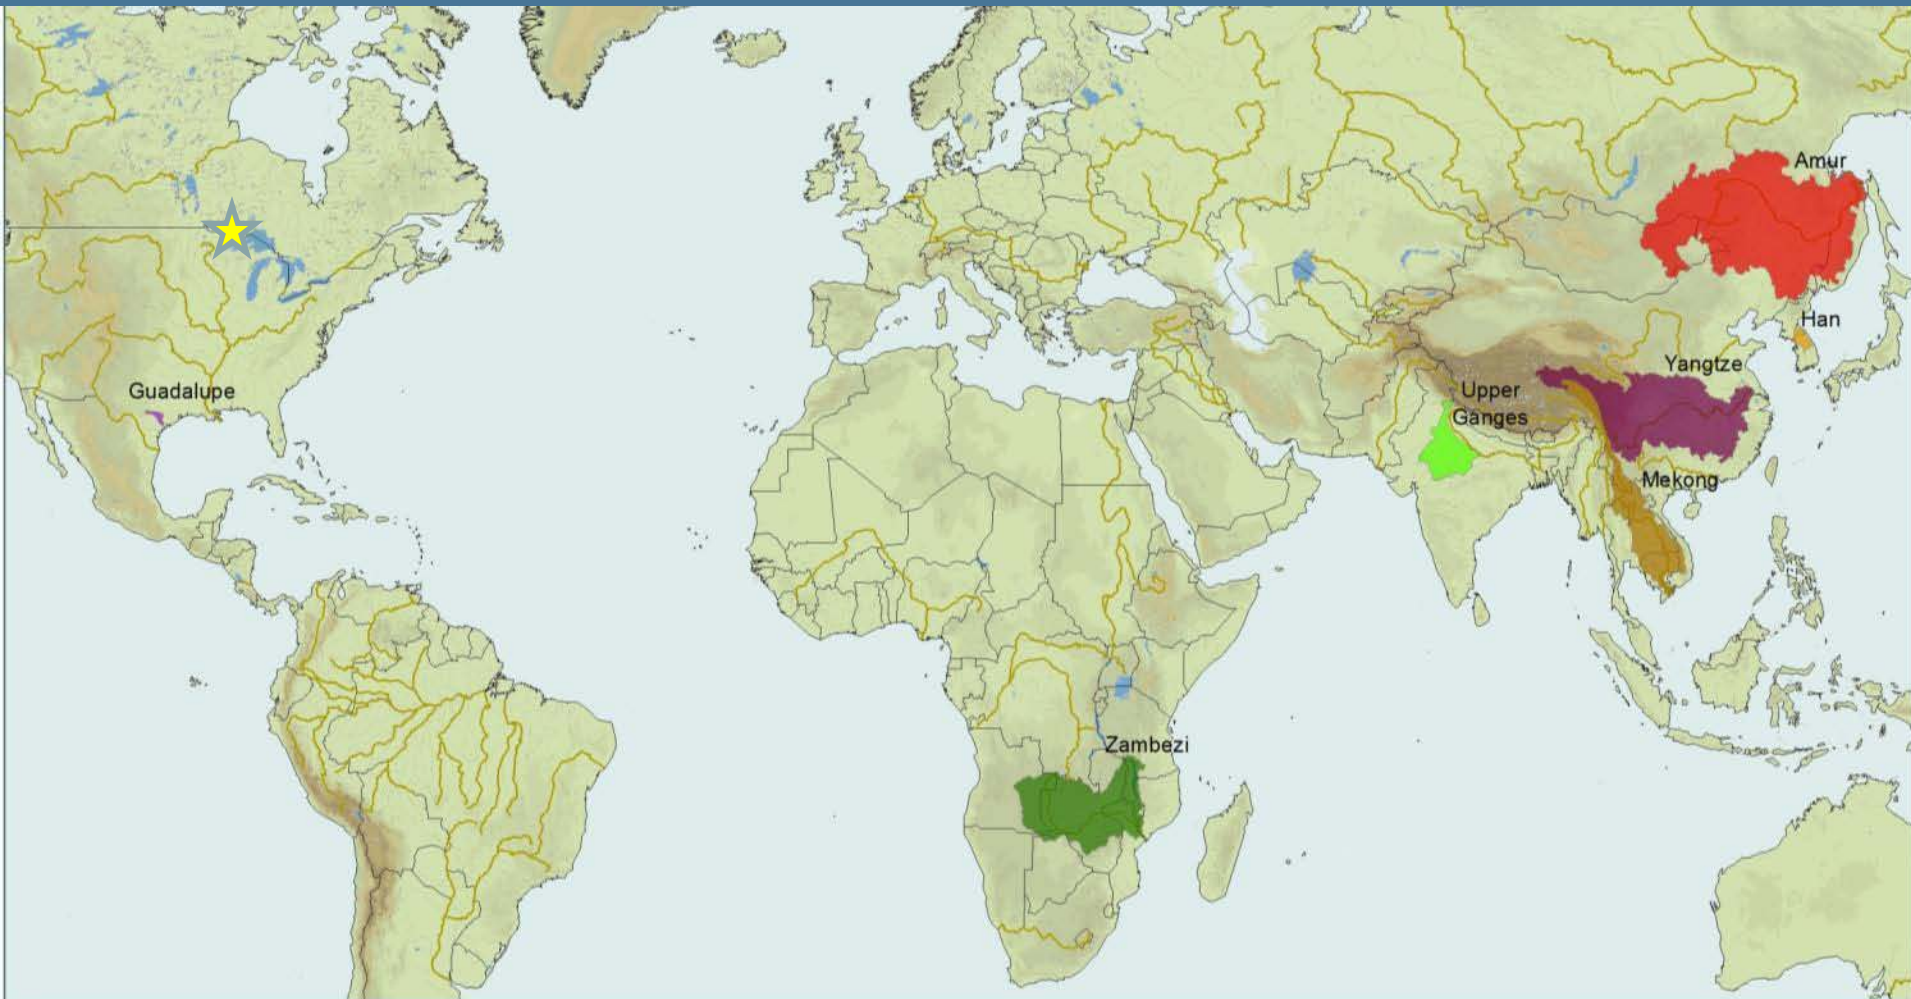 Amur
Han
Yangtze
Guadalupe
Upper
Ganges
Mekong
Zambezi